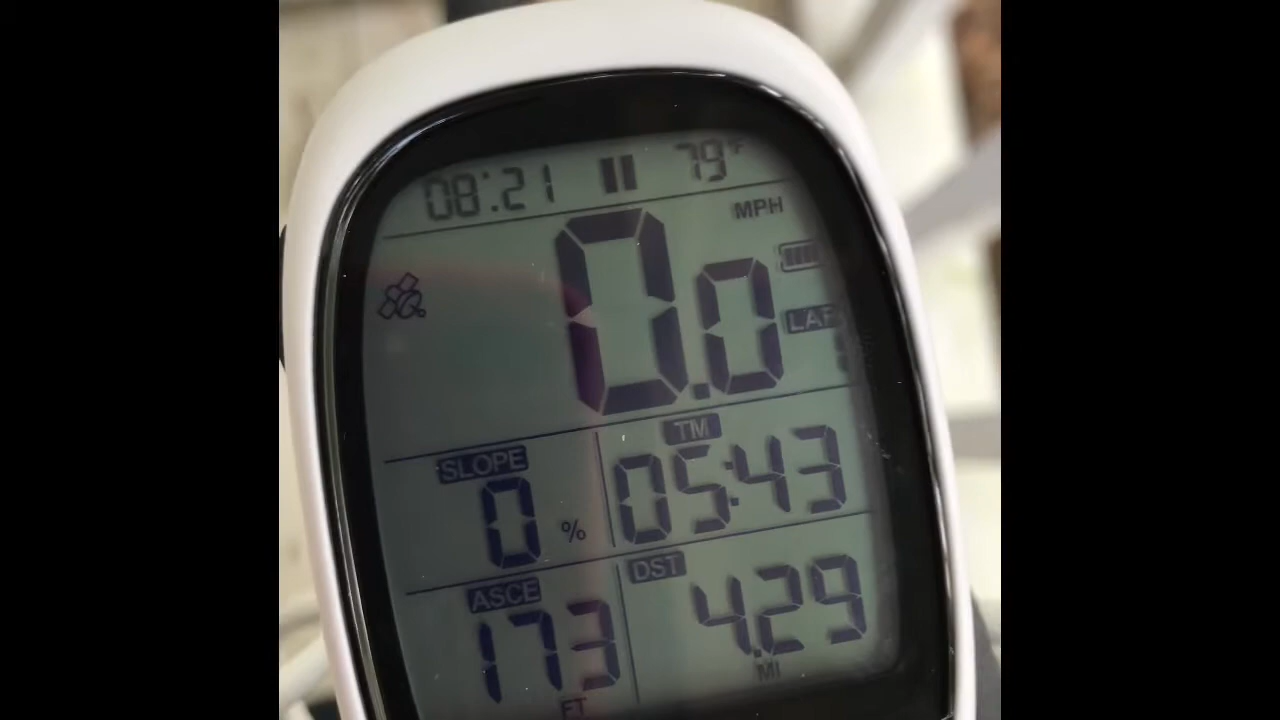 08:21 79°F
MPH
0.0
LAP
SLOPE TM
0 % 05:43
ASCE DST
173 4.29
FT MI